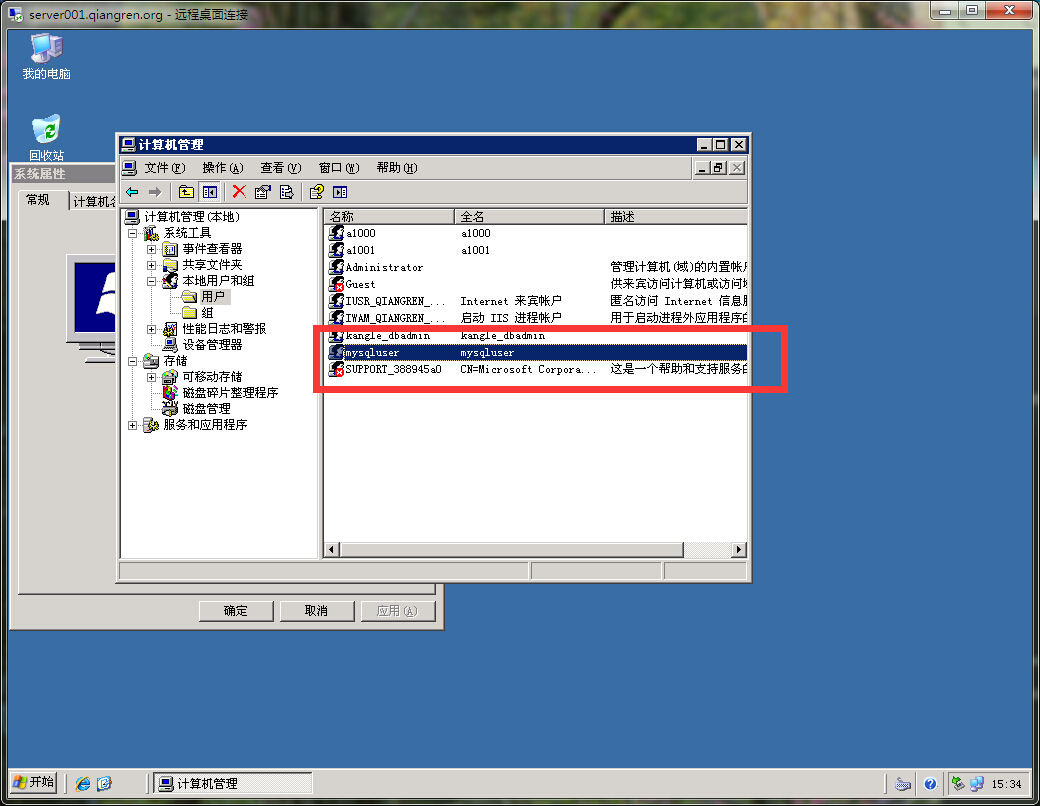 server001.qiangren.org - 远程桌面连接
我的电脑
回收站
系统属性
常规
计算机名
计算机管理
文件(F) 操作(A) 查看(V) 窗口(W) 帮助(H)
计算机管理(本地)
系统工具
事件查看器
共享文件夹
本地用户和组
用户
组
性能日志和警报
设备管理器
存储
可移动存储
磁盘碎片整理程序
磁盘管理
服务和应用程序
名称 全名 描述
a1000 a1000
a1001 a1001
Administrator 管理计算机(域)的内置帐户
Guest 供来宾访问计算机或访问域
IUSR_QIANGREN_... Internet 来宾帐户 匿名访问 Internet 信息服
IWAM_QIANGREN_... 启动 IIS 进程帐户 用于启动进程外应用程序的
kangle_dbadmin kangle_dbadmin
mysqluser mysqluser
SUPPORT_388945a0 CN=Microsoft Corpora... 这是一个帮助和支持服务的
确定 取消 应用(A)
开始 计算机管理 15:34